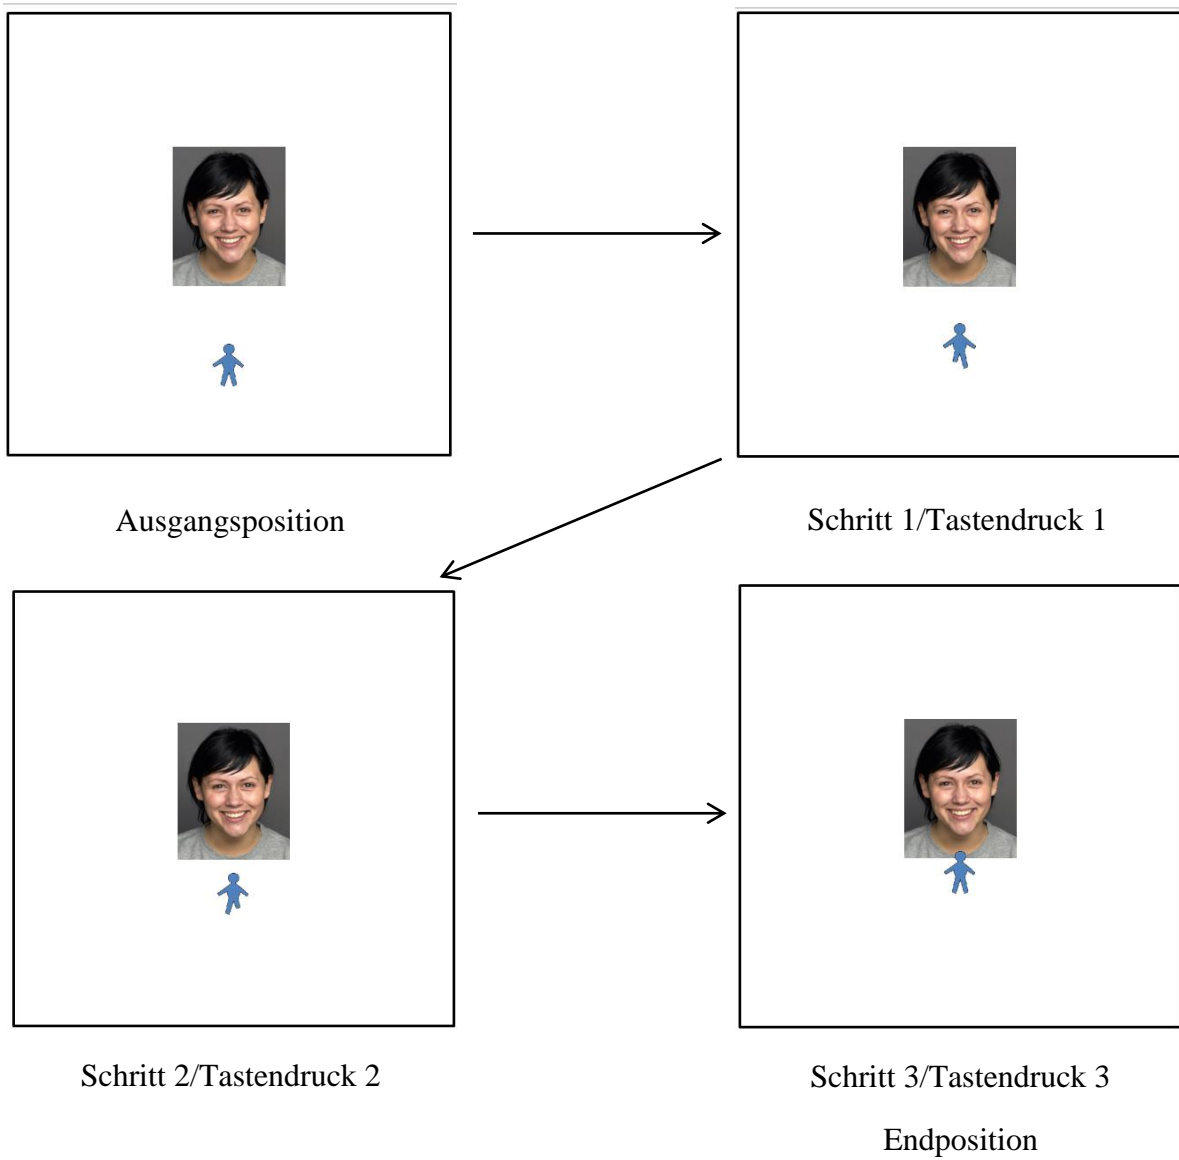 Ausgangsposition
Schritt 1/Tastendruck 1
Schritt 2/Tastendruck 2
Schritt 3/Tastendruck 3
Endposition